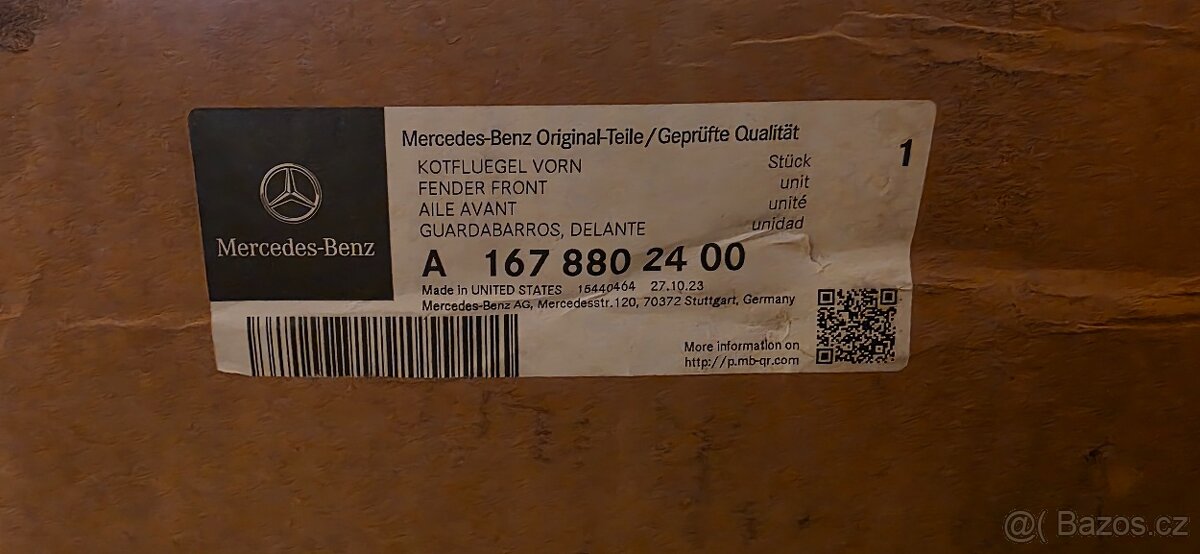 Mercedes-Benz
Mercedes-Benz Original-Teile/Geprüfte Qualität
KOTFLUEGEL VORN Stück 1
FENDER FRONT unit
AILE AVANT unité
GUARDABARROS, DELANTE unidad
A 167 880 24 00
Made in UNITED STATES 15440464 27.10.23
Mercedes-Benz AG, Mercedesstr.120, 70372 Stuttgart, Germany
More information on
http://p.mb-qr.com
@( Bazos.cz